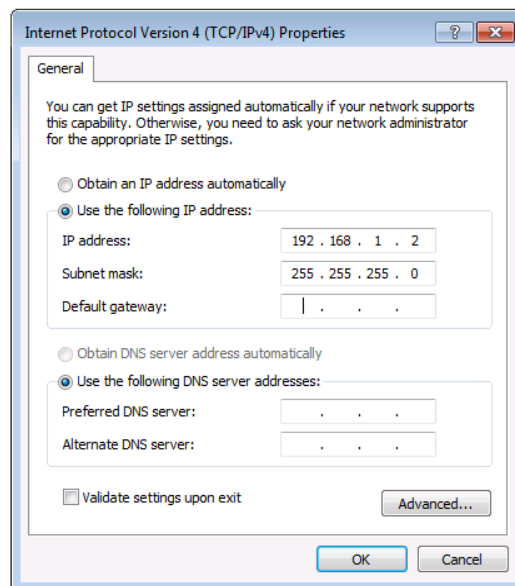 Internet Protocol Version 4 (TCP/IPv4) Properties
General
You can get IP settings assigned automatically if your network supports
this capability. Otherwise, you need to ask your network administrator
for the appropriate IP settings.
Obtain an IP address automatically
Use the following IP address:
IP address: 192 . 168 . 1 . 2
Subnet mask: 255 . 255 . 255 . 0
Default gateway: . . .
Obtain DNS server address automatically
Use the following DNS server addresses:
Preferred DNS server: . . .
Alternate DNS server: . . .
Validate settings upon exit
Advanced...
OK Cancel